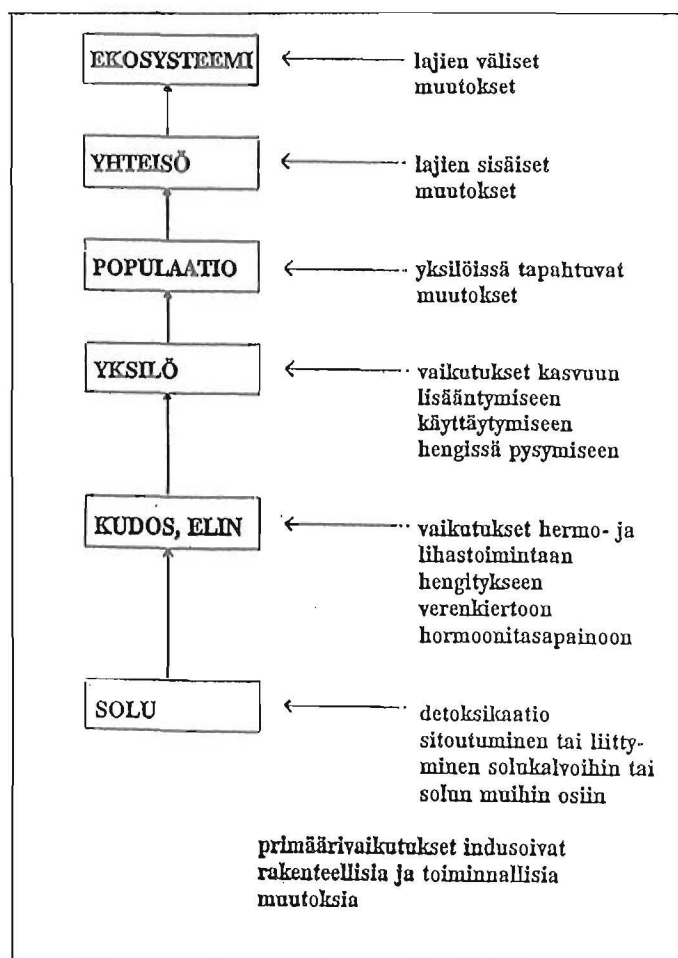 EKOSYSTEEMI
lajien väliset
muutokset
YHTEISÖ
lajien sisäiset
muutokset
POPULAATIO
yksilöissä tapahtuvat
muutokset
YKSILÖ
vaikutukset kasvuun
lisääntymiseen
käyttäytymiseen
hengissä pysymiseen
KUDOS, ELIN
vaikutukset hermo- ja
lihastoimintaan
hengitykseen
verenkiertoon
hormoonitasapainoon
SOLU
detoksikaatio
sitoutuminen tai liitty-
minen solukalvoihin tai
solun muihin osiin
primäärivaikutukset indusoivat
rakenteellisia ja toiminnallisia
muutoksia